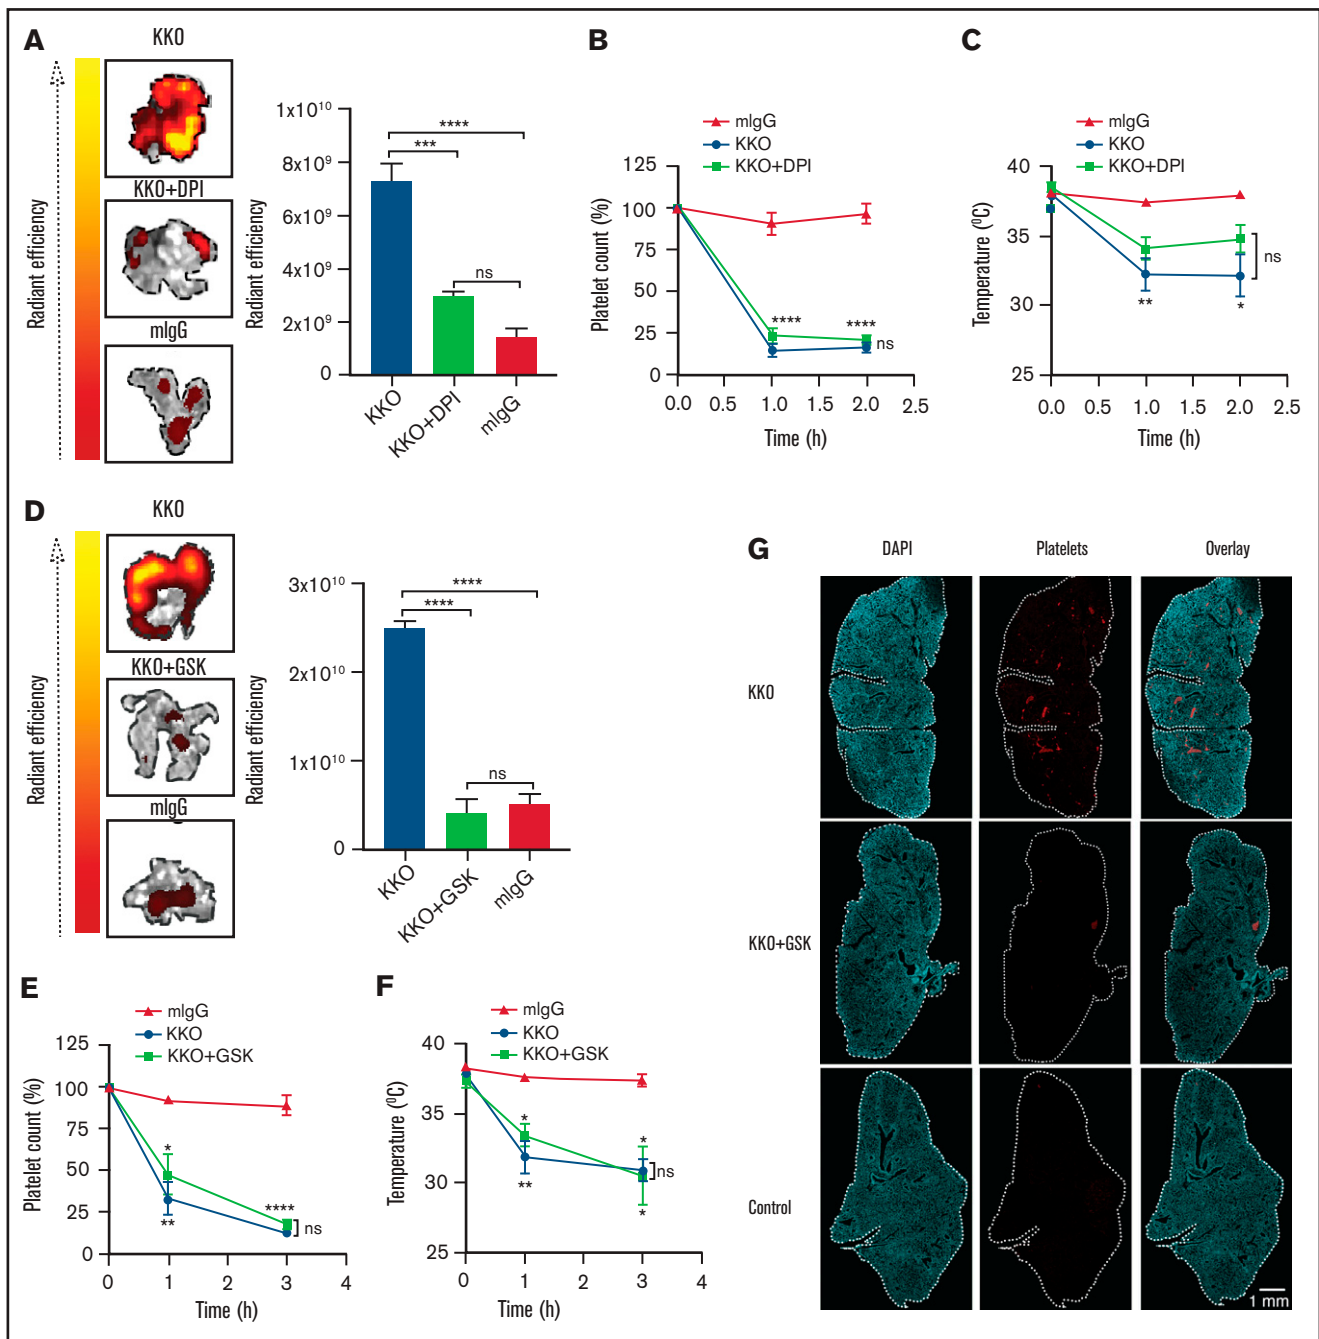 A
KKO
KKO+DPI
mIgG
Radiant efficiency
Radiant efficiency
1x10¹⁰
8x10⁹
6x10⁹
4x10⁹
2x10⁹
0
****
***
ns
KKO
KKO+DPI
mIgG
B
mIgG
KKO
KKO+DPI
Platelet count (%)
125
100
75
50
25
0
****
****
ns
0.0 0.5 1.0 1.5 2.0 2.5
Time (h)
C
mIgG
KKO
KKO+DPI
Temperature (⁰C)
40
35
30
25
ns
**
*
0.0 0.5 1.0 1.5 2.0 2.5
Time (h)
D
KKO
KKO+GSK
mIgG
Radiant efficiency
Radiant efficiency
3x10¹⁰
2x10¹⁰
1x10¹⁰
0
****
****
ns
KKO
KKO+GSK
mIgG
E
mIgG
KKO
KKO+GSK
Platelet count (%)
125
100
75
50
25
0
*
**
****
ns
0 1 2 3 4
Time (h)
F
mIgG
KKO
KKO+GSK
Temperature (⁰C)
40
35
30
25
*
**
*
ns
*
0 1 2 3 4
Time (h)
G
DAPI Platelets Overlay
KKO
KKO+GSK
Control
1 mm